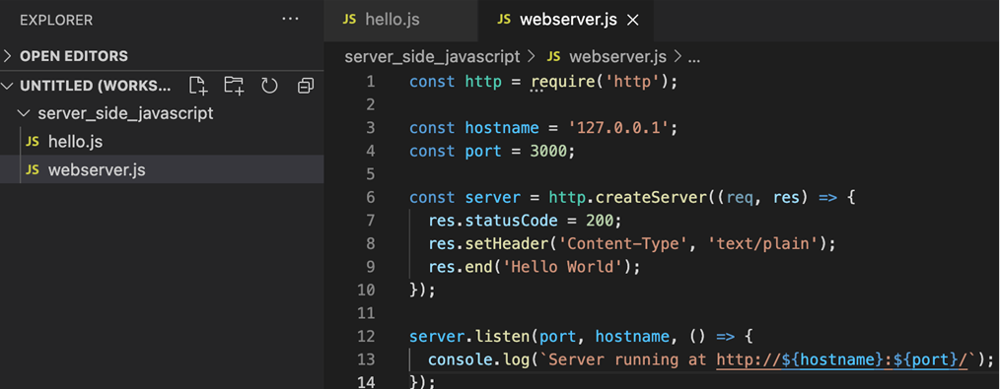 EXPLORER ...
OPEN EDITORS
UNTITLED (WORKS...
server_side_javascript
JS hello.js
JS webserver.js
JS hello.js JS webserver.js
server_side_javascript > JS webserver.js > ...
1 const http = require('http');
2
3 const hostname = '127.0.0.1';
4 const port = 3000;
5
6 const server = http.createServer((req, res) => {
7 res.statusCode = 200;
8 res.setHeader('Content-Type', 'text/plain');
9 res.end('Hello World');
10 });
11
12 server.listen(port, hostname, () => {
13 console.log(`Server running at http://${hostname}:${port}/`);
14 });